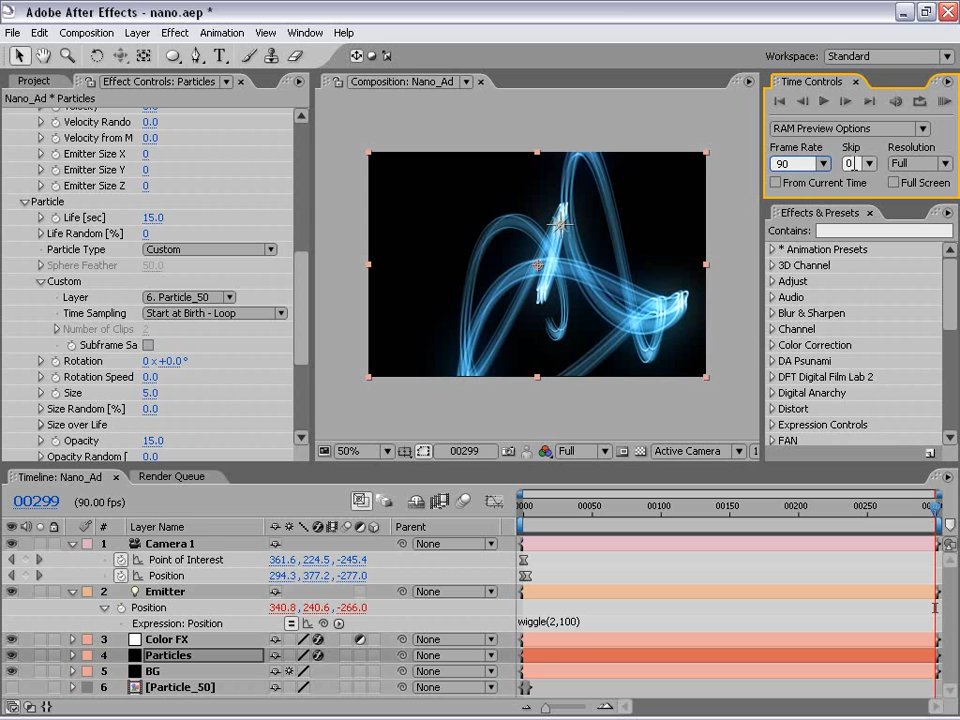 Adobe After Effects - nano.aep *
File Edit Composition Layer Effect Animation View Window Help
Workspace: Standard
Project Effect Controls: Particles
Nano_Ad * Particles
Velocity 0.0
Velocity Rando 0.0
Velocity from M 0.0
Emitter Size X 0
Emitter Size Y 0
Emitter Size Z 0
Particle
Life [sec] 15.0
Life Random [%] 0
Particle Type Custom
Sphere Feather 50.0
Custom
Layer 6. Particle_50
Time Sampling Start at Birth - Loop
Number of Clips 2
Subframe Sa
Rotation 0 x+0.0°
Rotation Speed 0.0
Size 5.0
Size Random [%] 0.0
Size over Life
Opacity 15.0
Opacity Random [ 0.0
Composition: Nano_Ad
50% 00299 Full Active Camera 1
Time Controls
RAM Preview Options
Frame Rate Skip Resolution
90 0 Full
From Current Time Full Screen
Effects & Presets
Contains:
* Animation Presets
3D Channel
Adjust
Audio
Blur & Sharpen
Channel
Color Correction
DA Psunami
DFT Digital Film Lab 2
Digital Anarchy
Distort
Expression Controls
FAN
Timeline: Nano_Ad Render Queue
00299 (90.00 fps)
0000 00050 00100 00150 00200 00250
# Layer Name Parent
1 Camera 1 None
Point of Interest 361.6, 224.5, -245.4
Position 294.3, 377.2, -277.0
2 Emitter None
Position 340.8, 240.6, -266.0
Expression: Position wiggle(2,100)
3 Color FX None
4 Particles None
5 BG None
6 [Particle_50] None